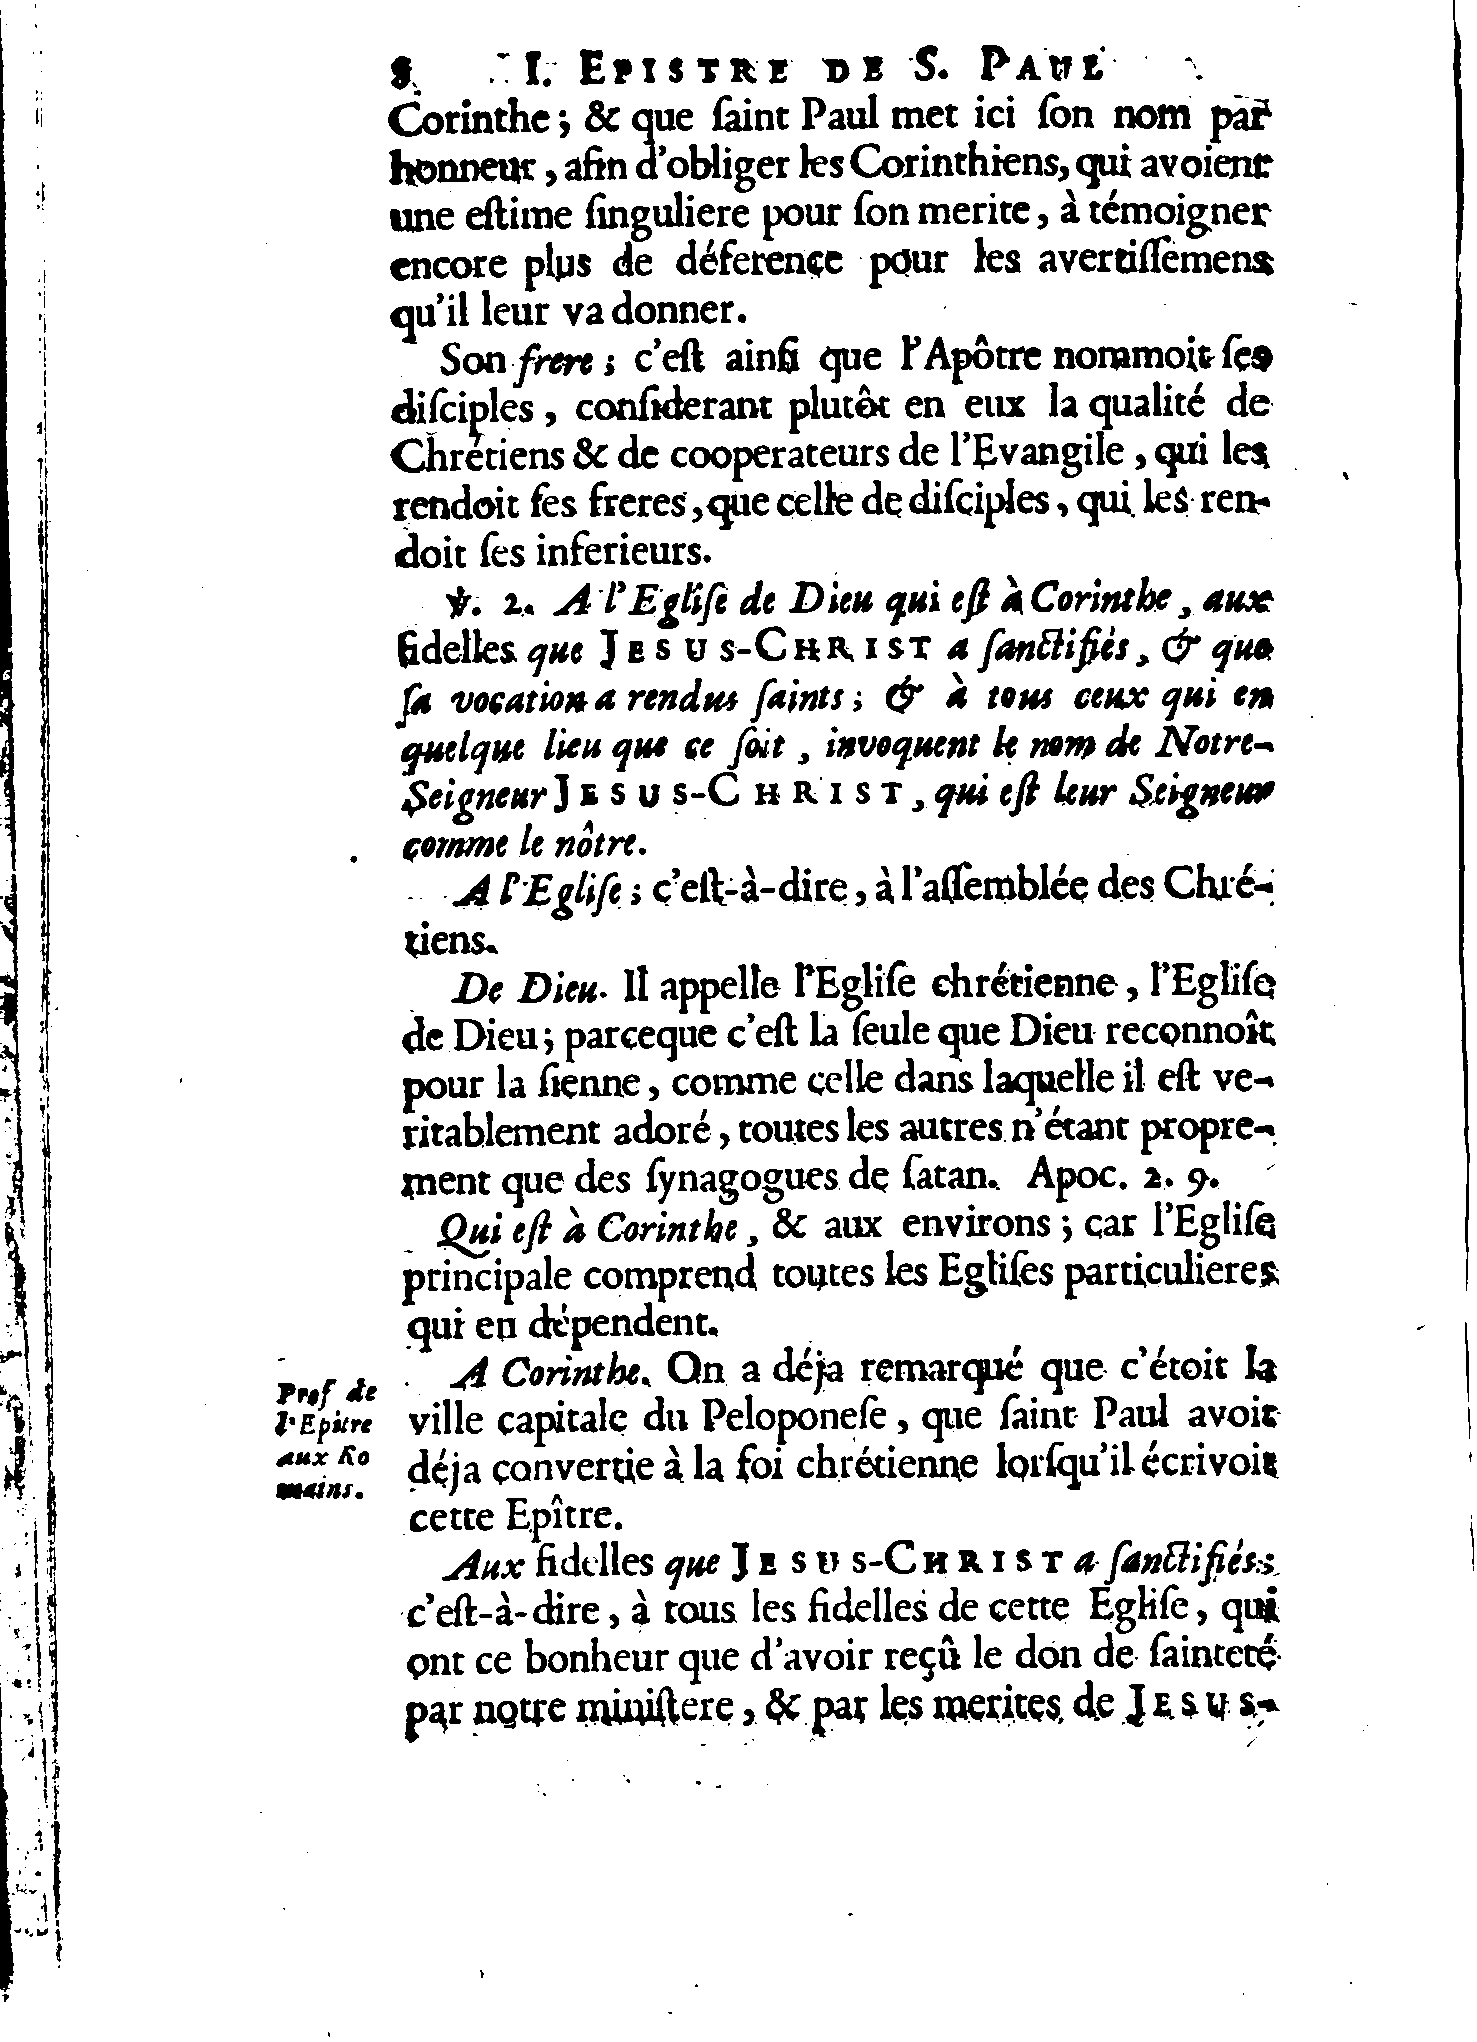 8. I. EPISTRE DE S. PAUL
Corinthe ; & que ſaint Paul met ici ſon nom par
honneur , afin d'obliger les Corinthiens, qui avoient
une eſtime ſinguliere pour ſon merite , à témoigner
encore plus de déference pour les avertiſſemens
qu'il leur va donner.
Son frere ; c'eſt ainſi que l'Apôtre nommoit ſes
diſciples , conſiderant plutôt en eux la qualité de
Chrétiens & de cooperateurs de l'Evangile , qui les
rendoit ſes freres, que celle de diſciples , qui les ren-
doit ſes inferieurs.
℣. 2. A l'Egliſe de Dieu qui eſt à Corinthe , aux
fidelles que JESUS-CHRIST a ſanctifiés , & que
ſa vocation a rendus ſaints ; & à tous ceux qui en
quelque lieu que ce ſoit , invoquent le nom de Notre-
Seigneur JESUS-CHRIST , qui eſt leur Seigneur
comme le nôtre.
A l'Egliſe ; c'eſt-à-dire , à l'aſſemblée des Chré-
tiens.
De Dieu. Il appelle l'Egliſe chrétienne , l'Egliſe
de Dieu ; parceque c'eſt la ſeule que Dieu reconnoît
pour la ſienne , comme celle dans laquelle il eſt ve-
ritablement adoré , toutes les autres n'étant propre-
ment que des ſynagogues de ſatan. Apoc. 2. 9.
Qui eſt à Corinthe , & aux environs ; car l'Egliſe
principale comprend toutes les Egliſes particulieres
qui en dépendent.
A Corinthe. On a déja remarqué que c'étoit la
ville capitale du Peloponeſe , que ſaint Paul avoit
déja convertie à la foi chrétienne lorſqu'il écrivoit
cette Epître.
Pref de
l'Epitre
aux Ro
mains.
Aux fidelles que JESUS-CHRIST a ſanctifiés ;
c'eſt-à-dire , à tous les fidelles de cette Egliſe , qui
ont ce bonheur que d'avoir reçû le don de ſainteté
par notre miniſtere , & par les merites de JESUS-